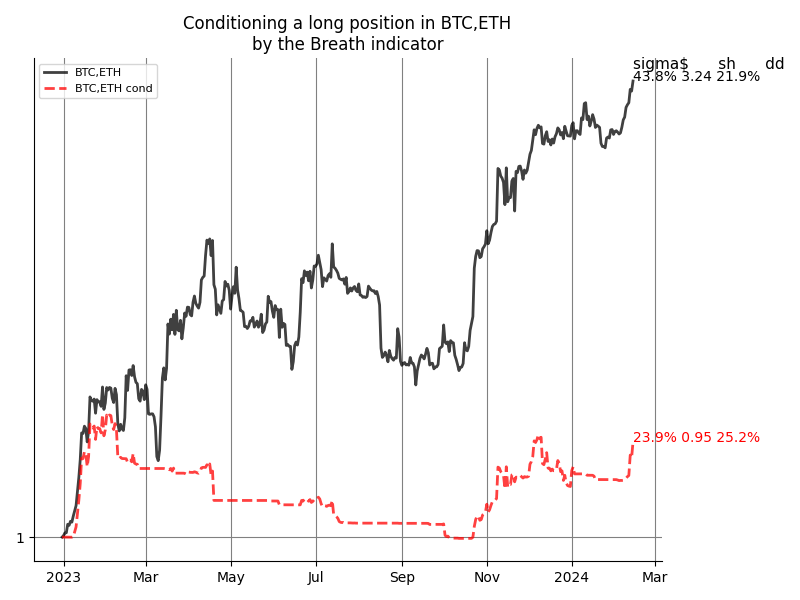 Conditioning a long position in BTC,ETH
by the Breath indicator
sigma$ sh dd
43.8% 3.24 21.9%
BTC,ETH
BTC,ETH cond
23.9% 0.95 25.2%
1
2023 Mar May Jul Sep Nov 2024 Mar